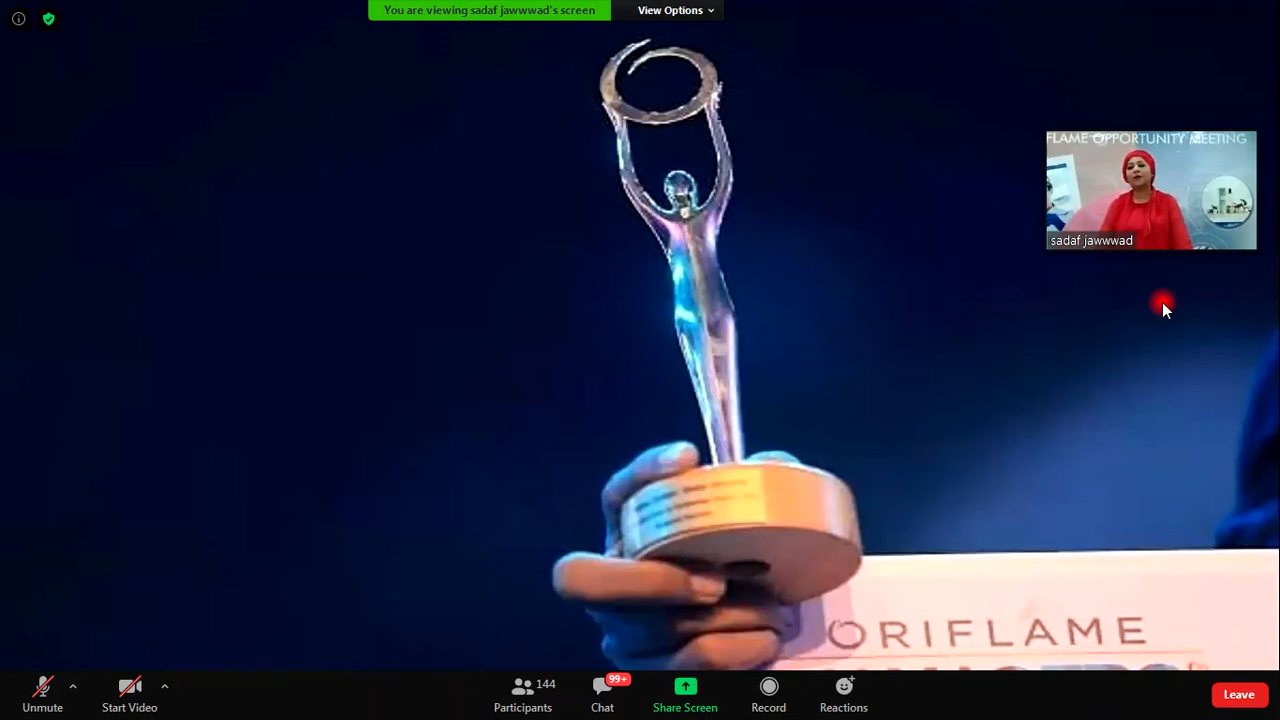 You are viewing sadaf jawwwad's screen
View Options
FLAME OPPORTUNITY MEETING
sadaf jawwwad
ORIFLAME
Unmute
Start Video
Participants
144
Chat
99+
Share Screen
Record
Reactions
Leave